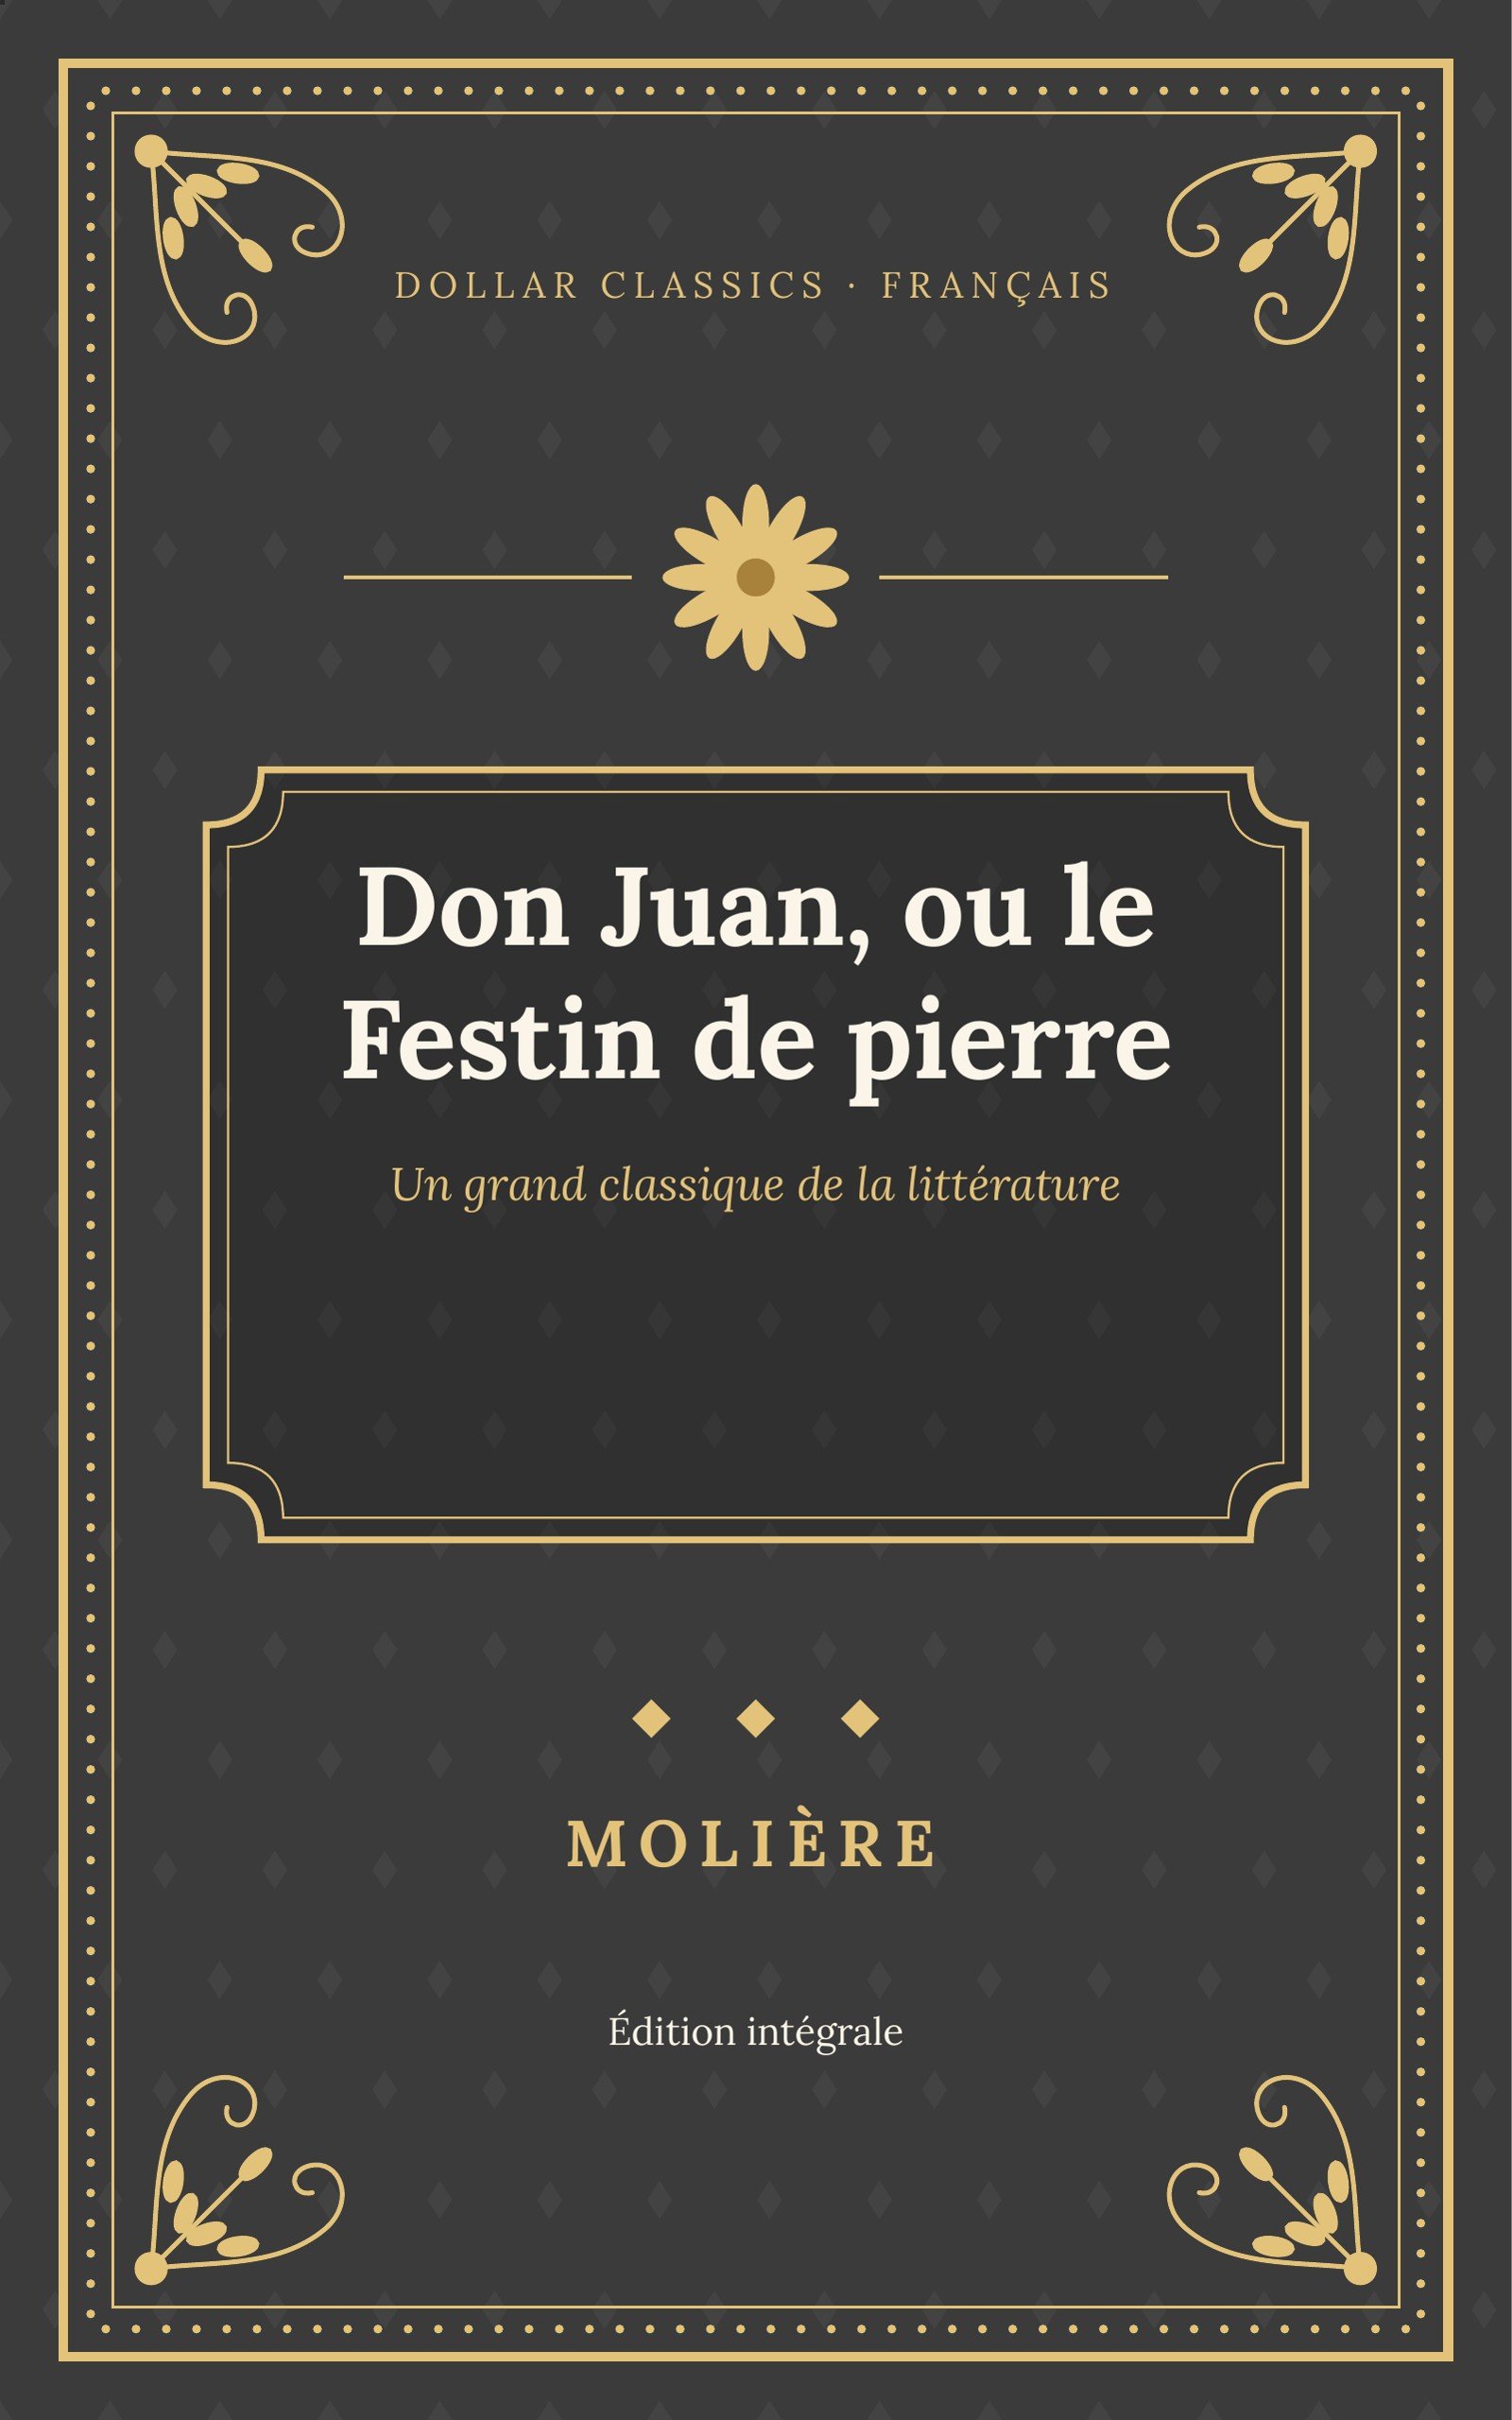 DOLLAR CLASSICS · FRANÇAIS
Don Juan, ou le
Festin de pierre
Un grand classique de la littérature
MOLIÈRE
Édition intégrale